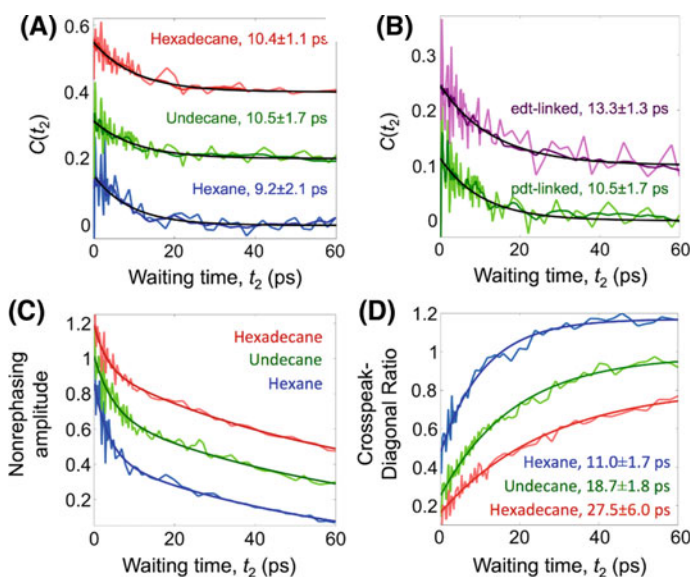 (A)
0.6
0.4
0.2
0
C(t₂)
Hexadecane, 10.4±1.1 ps
Undecane, 10.5±1.7 ps
Hexane, 9.2±2.1 ps
0 20 40 60
Waiting time, t₂ (ps)
(B)
0.3
0.2
0.1
0
C(t₂)
edt-linked, 13.3±1.3 ps
pdt-linked, 10.5±1.7 ps
0 20 40 60
Waiting time, t₂ (ps)
(C)
1.2
1
0.8
0.6
0.4
0.2
Nonrephasing
amplitude
Hexadecane
Undecane
Hexane
0 20 40 60
Waiting time, t₂ (ps)
(D)
1.2
1
0.8
0.6
0.4
0.2
Crosspeak-
Diagonal Ratio
Hexane, 11.0±1.7 ps
Undecane, 18.7±1.8 ps
Hexadecane, 27.5±6.0 ps
0 20 40 60
Waiting time, t₂ (ps)